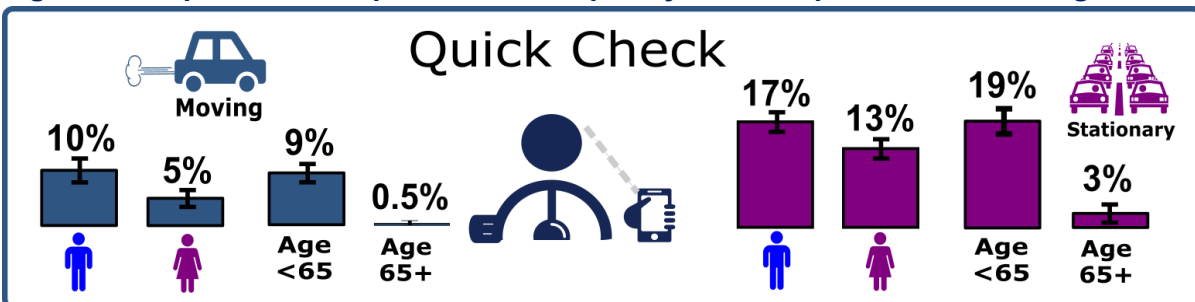 Quick Check
Moving
10%
5%
9%
0.5%
Age
<65
Age
65+
17%
13%
19%
3%
Stationary
Age
<65
Age
65+